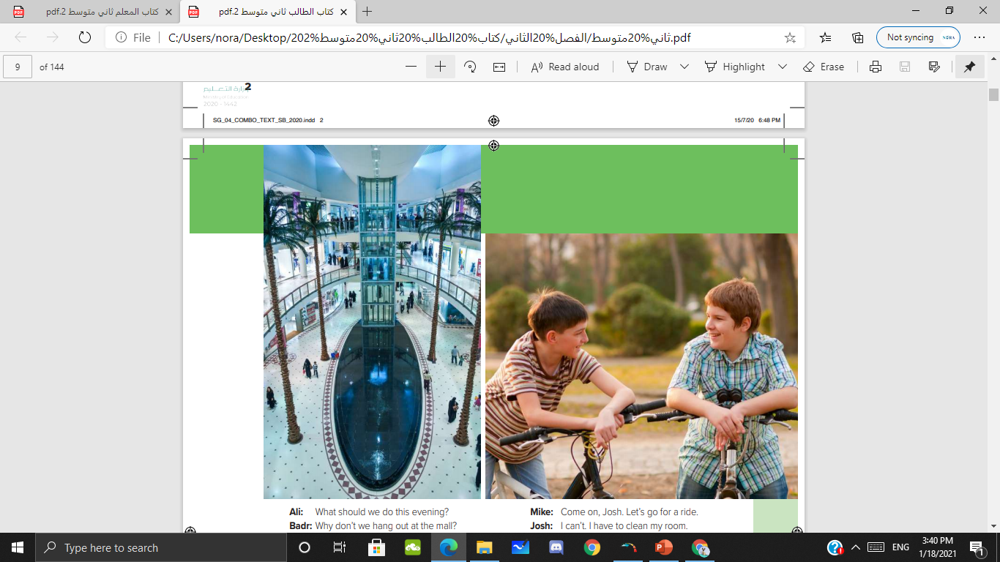 كتاب المعلم ثاني متوسط 2.pdf
كتاب الطالب ثاني متوسط 2.pdf
File
C:/Users/nora/Desktop/202%ثاني%20متوسط/الفصل%20الثاني/كتاب%20الطالب%20ثاني%20متوسط.pdf
Not syncing
NORA
9
of 144
Read aloud
Draw
Highlight
Erase
وزارة التعليم
2
Ministry of Education
2020 - 1442
SG_04_COMBO_TEXT_SB_2020.indd 2
15/7/20 6:48 PM
Ali: What should we do this evening?
Badr: Why don't we hang out at the mall?
Mike: Come on, Josh. Let's go for a ride.
Josh: I can't. I have to clean my room.
Type here to search
ENG
3:40 PM
1/18/2021
1